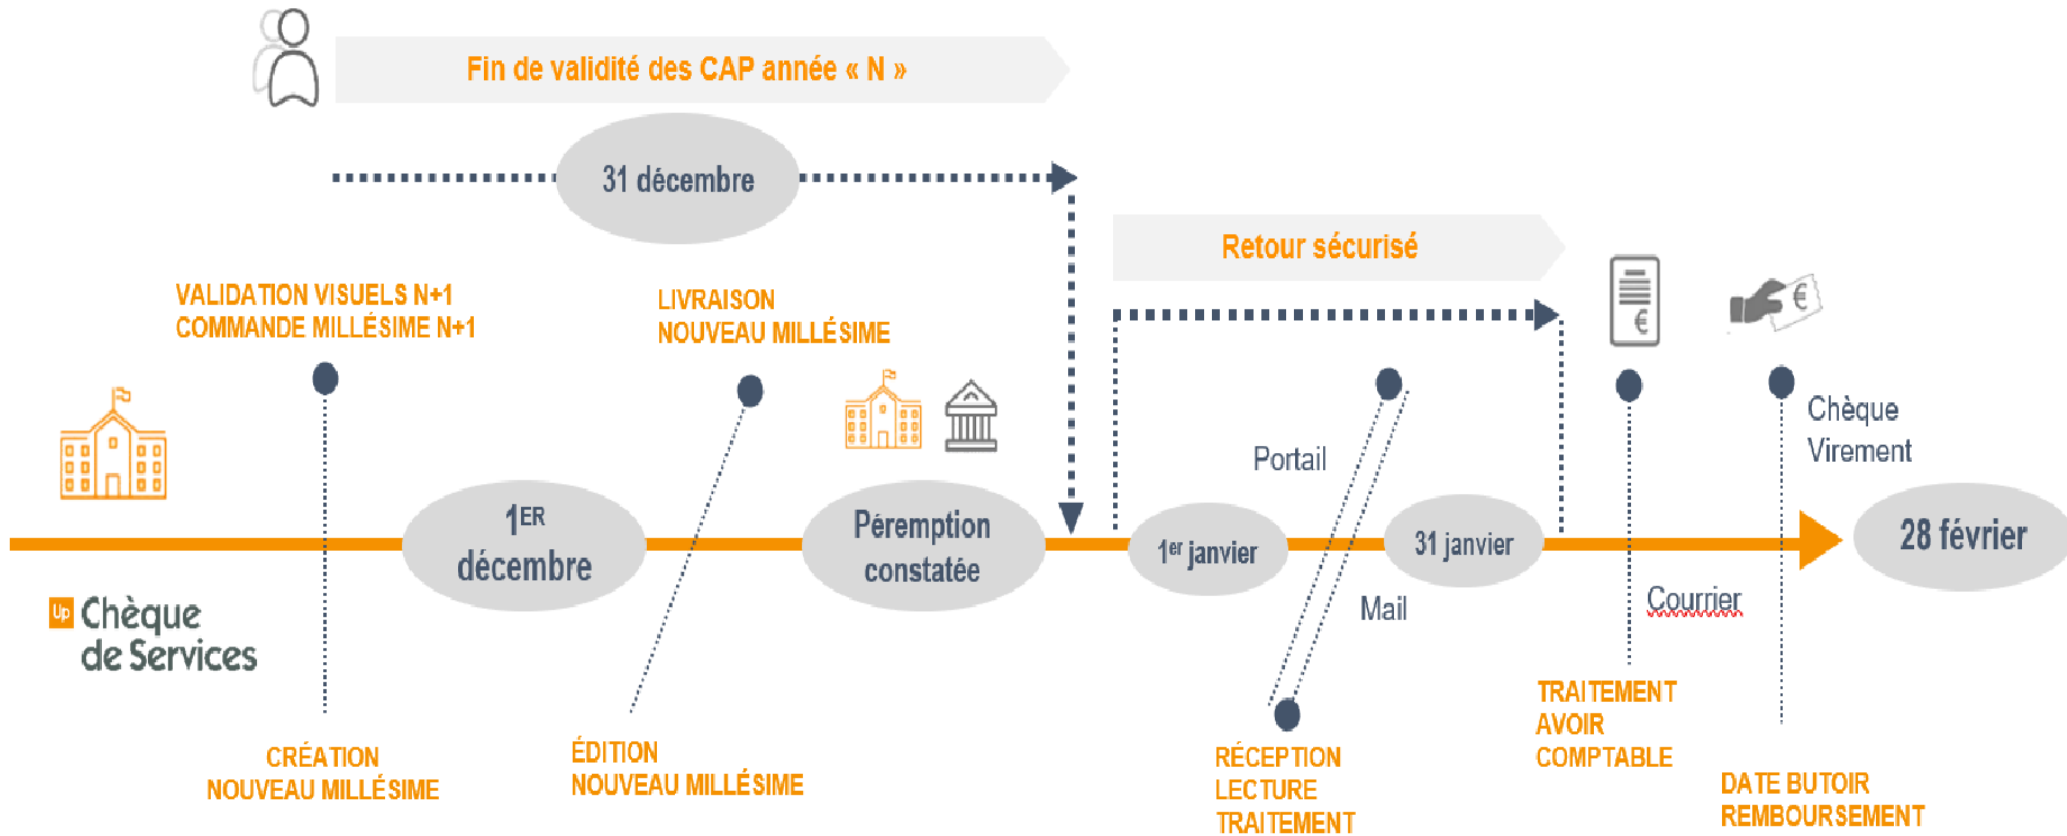 Fin de validité des CAP année « N »
31 décembre
Retour sécurisé
VALIDATION VISUELS N+1
COMMANDE MILLÉSIME N+1
LIVRAISON
NOUVEAU MILLÉSIME
€
€
Chèque
Virement
Portail
1ER
décembre
Péremption
constatée
1er janvier
31 janvier
28 février
Mail
Courrier
Up Chèque
de Services
CRÉATION
NOUVEAU MILLÉSIME
ÉDITION
NOUVEAU MILLÉSIME
RÉCEPTION
LECTURE
TRAITEMENT
TRAITEMENT
AVOIR
COMPTABLE
DATE BUTOIR
REMBOURSEMENT